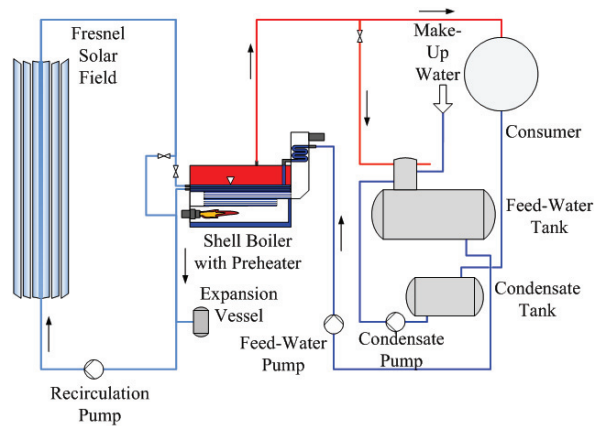 Fresnel
Solar
Field
Make-
Up
Water
Consumer
Shell Boiler
with Preheater
Feed-Water
Tank
Expansion
Vessel
Condensate
Tank
Feed-Water
Pump
Condensate
Pump
Recirculation
Pump